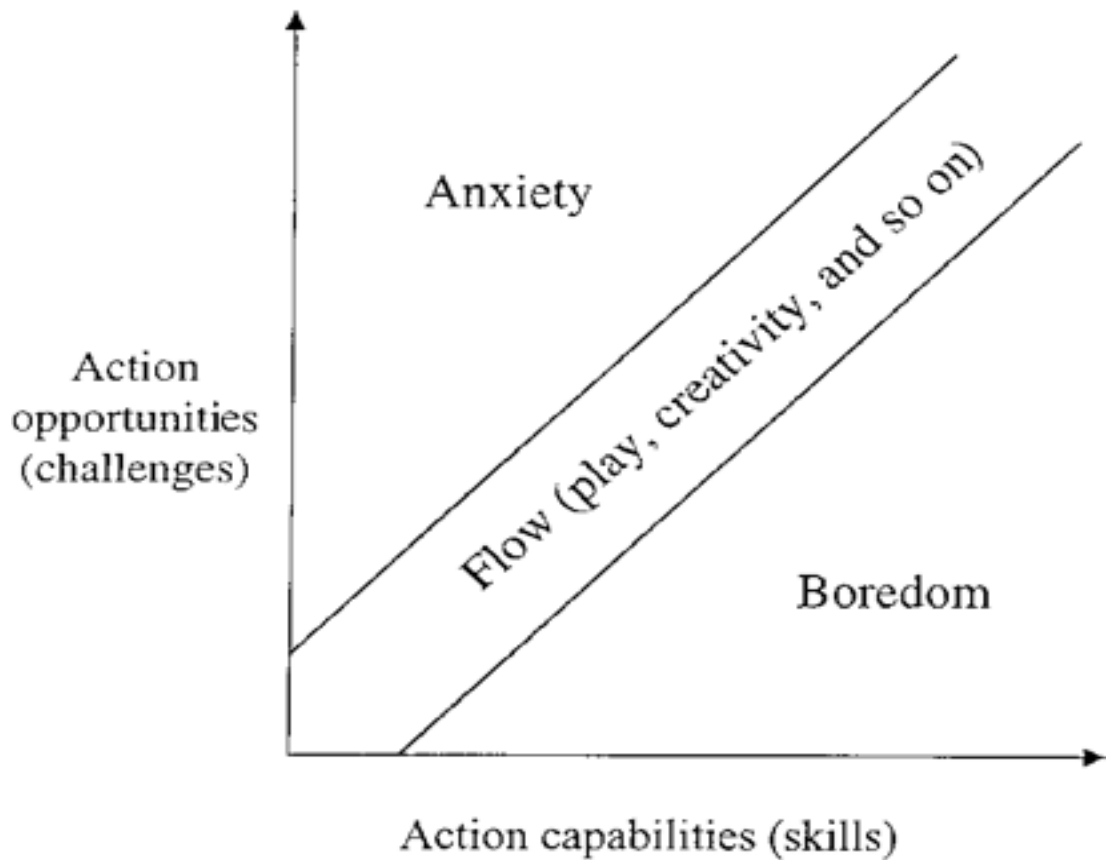 Anxiety
Action
opportunities
(challenges)
Flow (play, creativity, and so on)
Boredom
Action capabilities (skills)